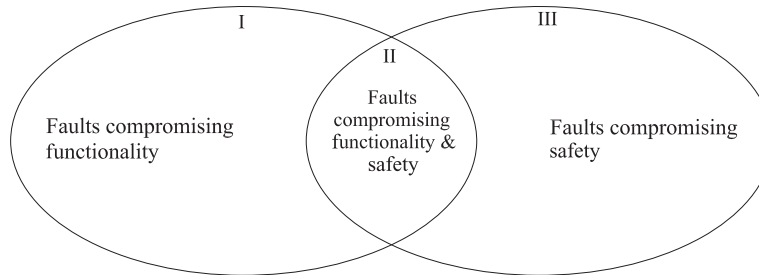 I
II
III
Faults compromising
functionality
Faults
compromising
functionality &
safety
Faults compromising
safety